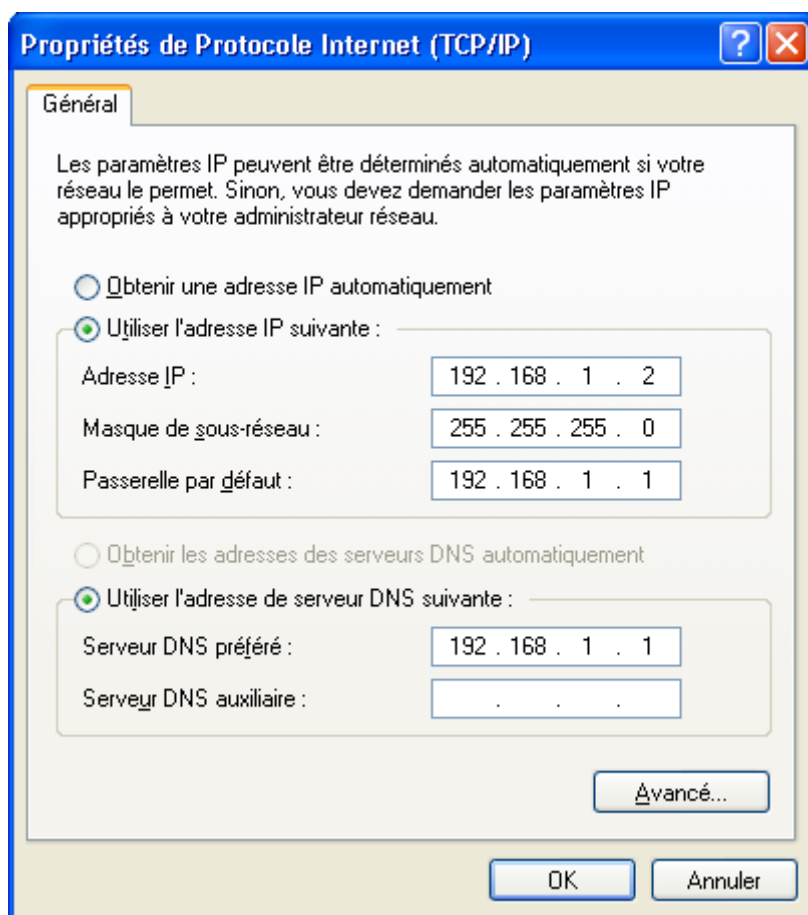 Propriétés de Protocole Internet (TCP/IP)
Général
Les paramètres IP peuvent être déterminés automatiquement si votre
réseau le permet. Sinon, vous devez demander les paramètres IP
appropriés à votre administrateur réseau.
Obtenir une adresse IP automatiquement
Utiliser l'adresse IP suivante :
Adresse IP : 192 . 168 . 1 . 2
Masque de sous-réseau : 255 . 255 . 255 . 0
Passerelle par défaut : 192 . 168 . 1 . 1
Obtenir les adresses des serveurs DNS automatiquement
Utiliser l'adresse de serveur DNS suivante :
Serveur DNS préféré : 192 . 168 . 1 . 1
Serveur DNS auxiliaire : . . .
Avancé...
OK Annuler